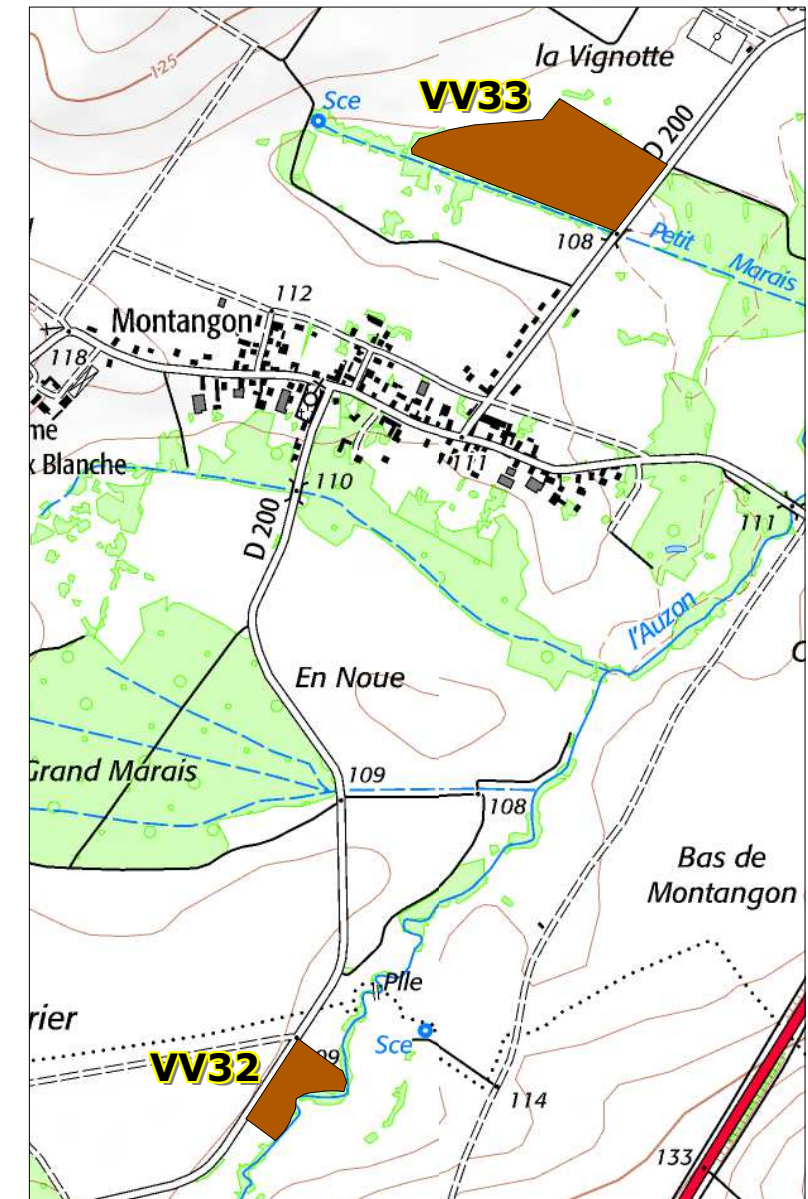 la Vignotte
125
Sce
VV33
D 200
108
Petit
Marais
112
Montangon
118
111
me
x Blanche
110
111
D 200
l'Auzon
En Noue
Grand Marais
109
108
Bas de
Montangon
Plle
rier
Sce
VV32
114
133